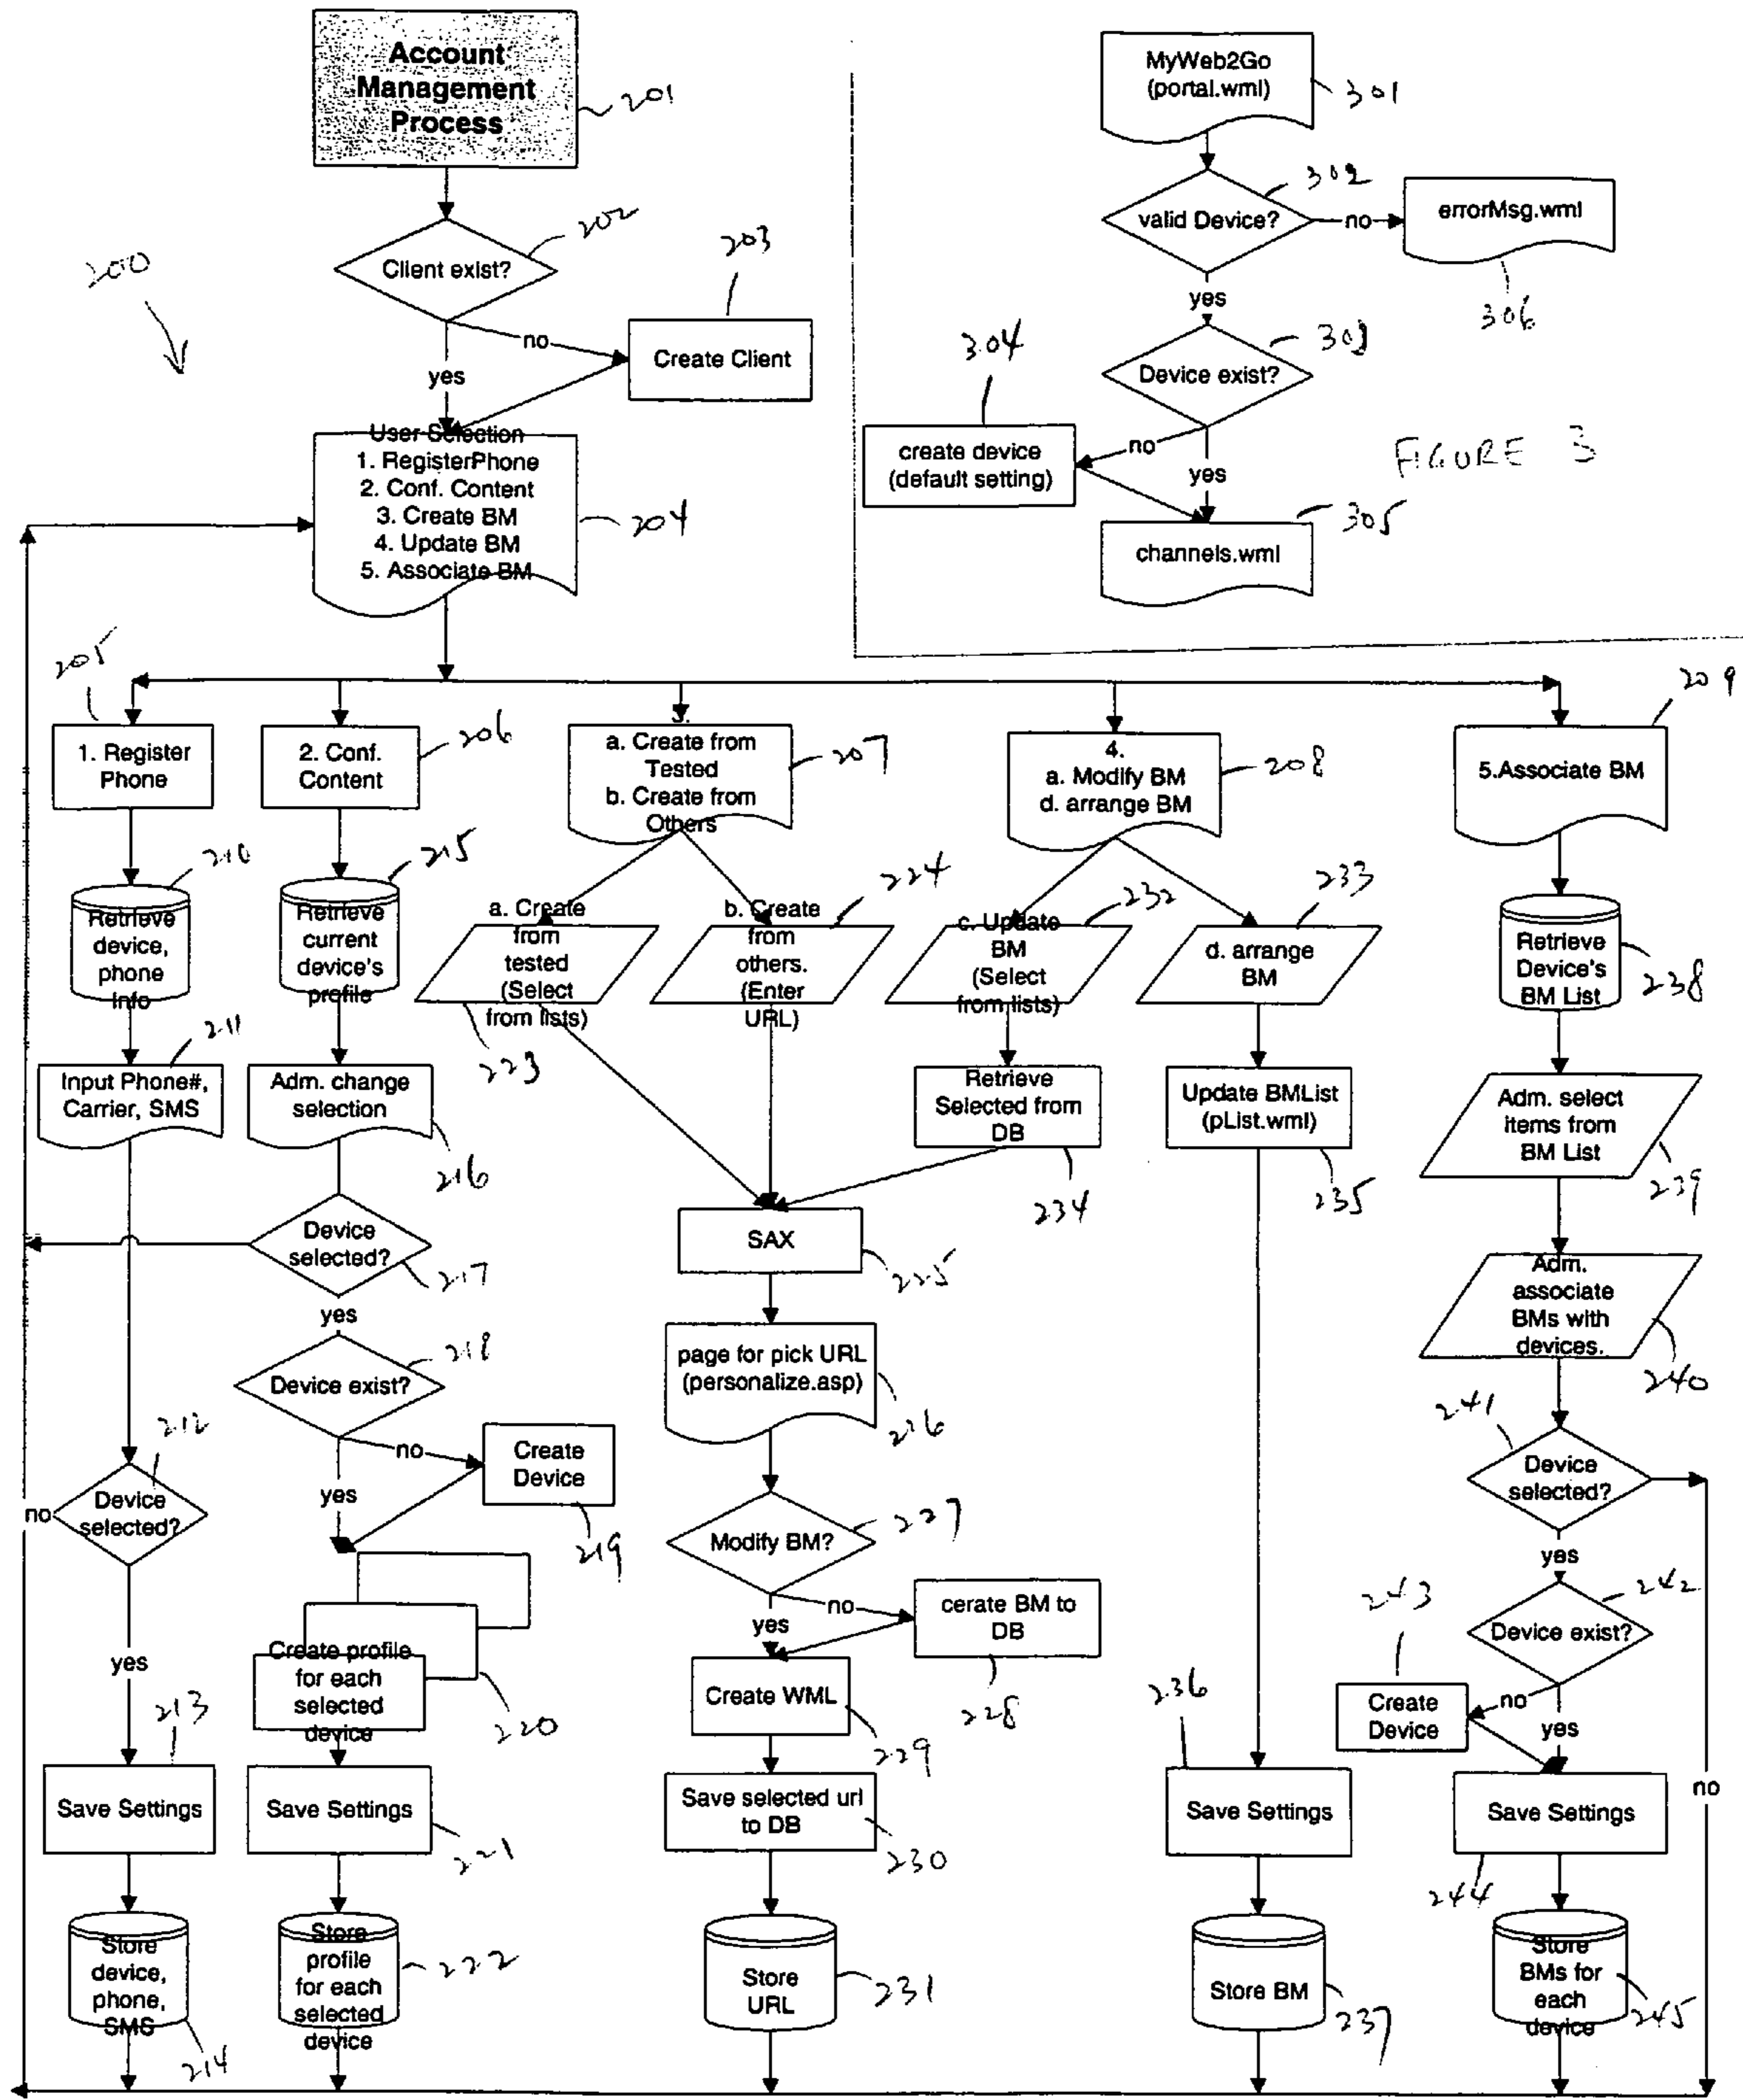 Account
Management
Process
201
Client exist?
202
200
no
203
Create Client
yes
User Selection
1. RegisterPhone
2. Conf. Content
3. Create BM
4. Update BM
5. Associate BM
204
MyWeb2Go
(portal.wml)
301
valid Device?
302
no
errorMsg.wml
306
yes
Device exist?
303
304
no
create device
(default setting)
yes
FIGURE 3
305
channels.wml
205
1. Register
Phone
210
Retrieve
device,
phone
Info
211
Input Phone#,
Carrier, SMS
212
Device
selected?
no
yes
213
Save Settings
Store
device,
phone,
SMS
214
2. Conf.
Content
206
215
Retrieve
current
device's
profile
Adm. change
selection
216
Device
selected?
217
yes
218
Device exist?
no
Create
Device
219
yes
Create profile
for each
selected
device
220
Save Settings
221
Store
profile
for each
selected
device
222
3.
a. Create from
Tested
b. Create from
Others
207
a. Create
from
tested
(Select
from lists)
223
b. Create
from
others.
(Enter
URL)
224
SAX
225
page for pick URL
(personalize.asp)
226
Modify BM?
227
no
cerate BM to
DB
228
yes
Create WML
229
Save selected url
to DB
230
Store
URL
231
4.
a. Modify BM
d. arrange BM
208
c. Update
BM
(Select
from lists)
232
Retrieve
Selected from
DB
234
d. arrange
BM
233
Update BMList
(pList.wml)
235
236
Save Settings
Store BM
237
209
5.Associate BM
Retrieve
Device's
BM List
238
Adm. select
items from
BM List
239
Adm.
associate
BMs with
devices.
240
241
Device
selected?
yes
no
242
Device exist?
243
no
Create
Device
yes
Save Settings
244
Store
BMs for
each
device
245